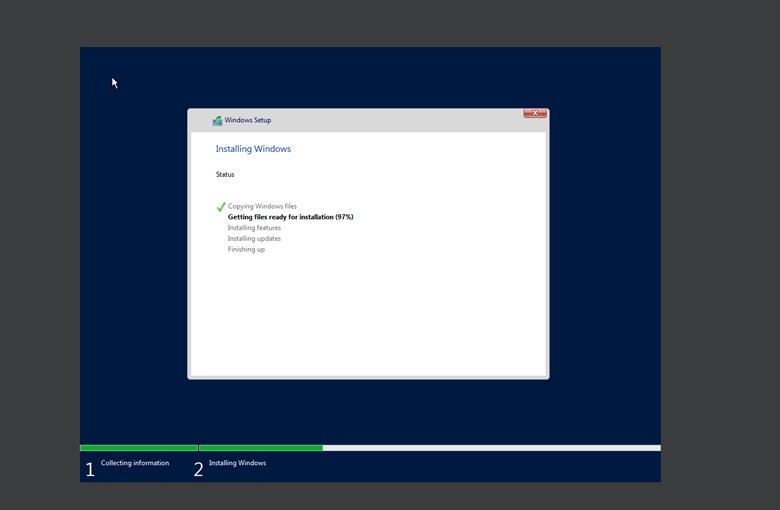 Windows Setup
Installing Windows
Status
Copying Windows files
Getting files ready for installation (97%)
Installing features
Installing updates
Finishing up
1 Collecting information 2 Installing Windows